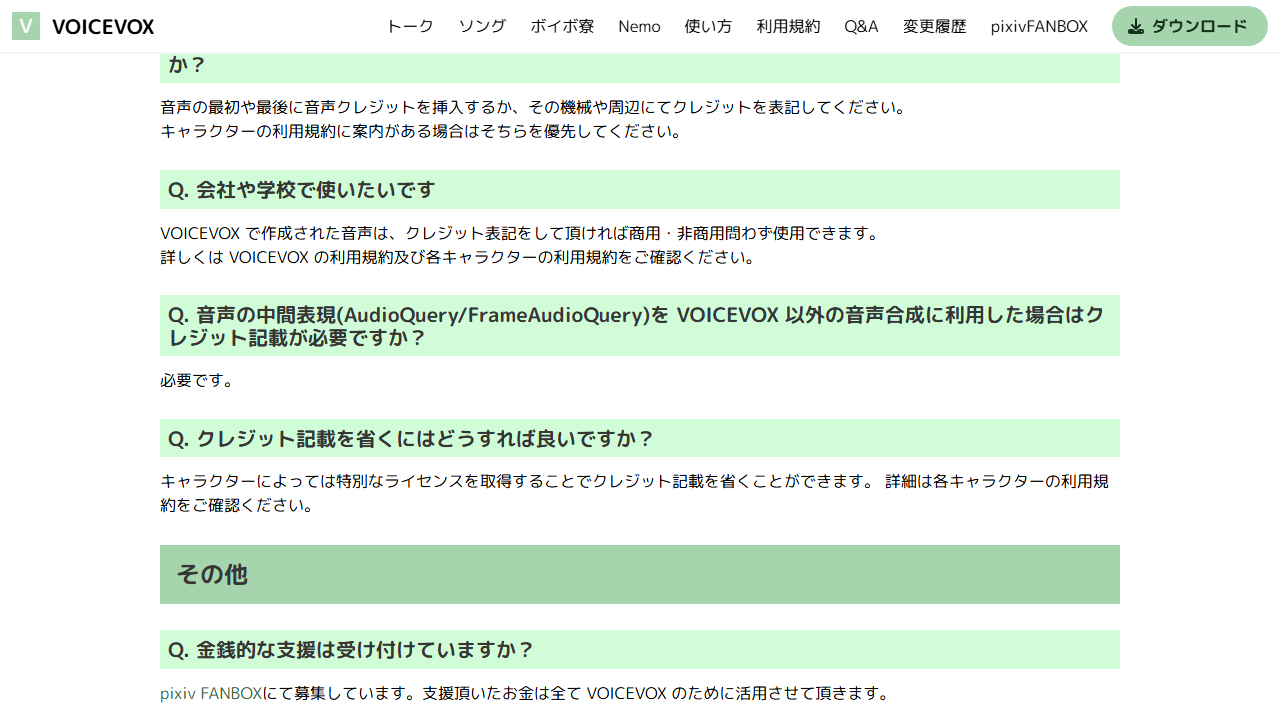 V VOICEVOX トーク ソング ボイボ寮 Nemo 使い方 利用規約 Q&A 変更履歴 pixivFANBOX ダウンロード
か？
音声の最初や最後に音声クレジットを挿入するか、その機械や周辺にてクレジットを表記してください。
キャラクターの利用規約に案内がある場合はそちらを優先してください。
Q. 会社や学校で使いたいです
VOICEVOX で作成された音声は、クレジット表記をして頂ければ商用・非商用問わず使用できます。
詳しくは VOICEVOX の利用規約及び各キャラクターの利用規約をご確認ください。
Q. 音声の中間表現(AudioQuery/FrameAudioQuery)を VOICEVOX 以外の音声合成に利用した場合はク
レジット記載が必要ですか？
必要です。
Q. クレジット記載を省くにはどうすれば良いですか？
キャラクターによっては特別なライセンスを取得することでクレジット記載を省くことができます。 詳細は各キャラクターの利用規
約をご確認ください。
その他
Q. 金銭的な支援は受け付けていますか？
pixiv FANBOXにて募集しています。支援頂いたお金は全て VOICEVOX のために活用させて頂きます。